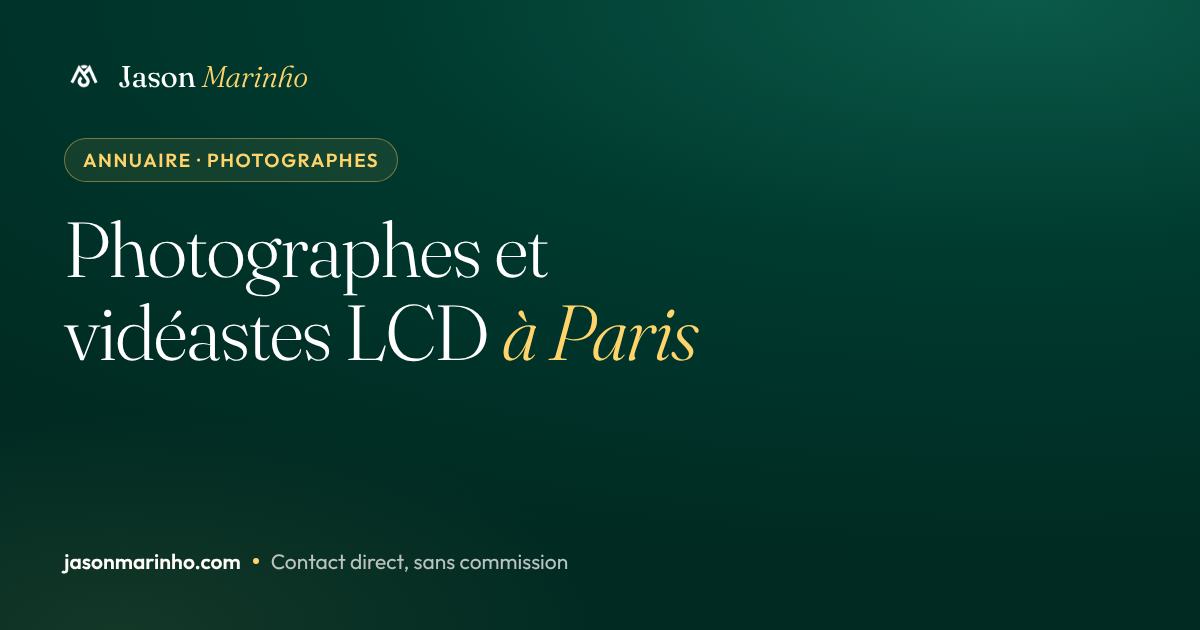 Jason Marinho
ANNUAIRE · PHOTOGRAPHES
Photographes et
vidéastes LCD à Paris
jasonmarinho.com • Contact direct, sans commission